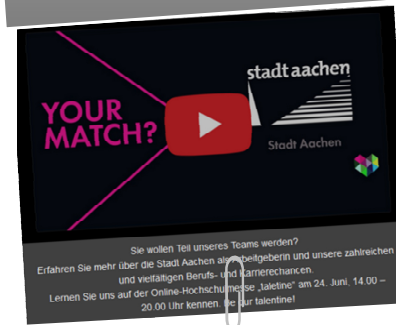 stadt aachen
YOUR
MATCH?
Stadt Aachen
Sie wollen Teil unseres Teams werden?
Erfahren Sie mehr über die Stadt Aachen als Arbeitgeberin und unsere zahlreichen
und vielfältigen Berufs- und Karrierechancen.
Lernen Sie uns auf der Online-Hochschulmesse „taletine" am 24. Juni, 14.00 –
20.00 Uhr kennen. talentine!